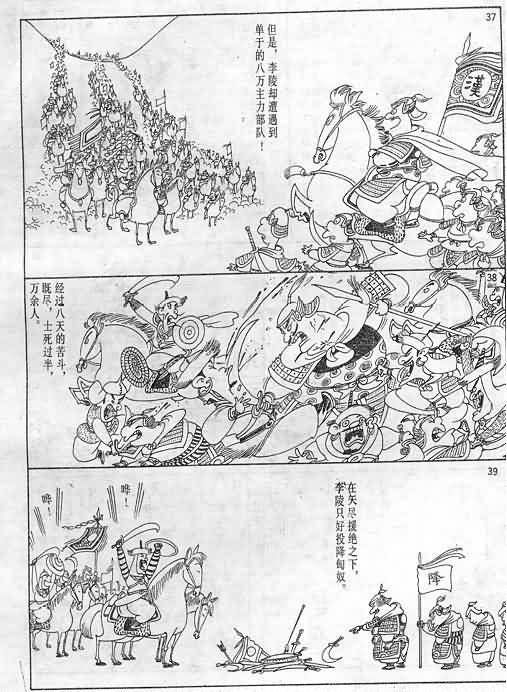 37
但是，李陵却遭遇到
单于的八万主力部队！
漢
38
经过八天的苦斗，
既尽，士死过半，
万余人。
39
哗！
哗！
在矢尽援绝之下，
李陵只好投降匈奴。
降